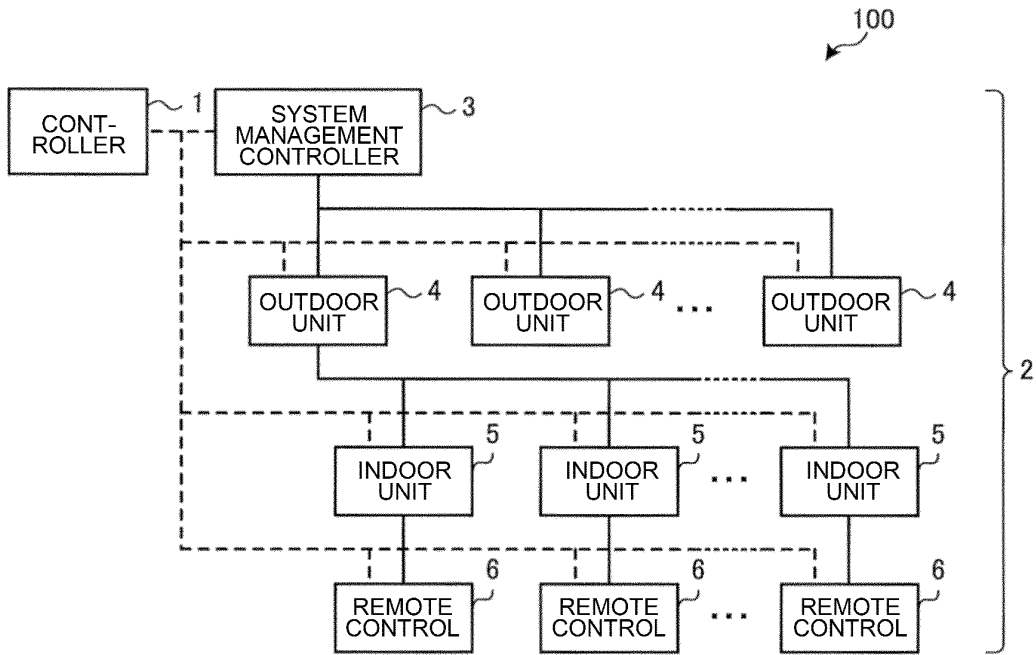 100
CONT-
ROLLER
1
SYSTEM
MANAGEMENT
CONTROLLER
3
OUTDOOR
UNIT
4
OUTDOOR
UNIT
4
...
OUTDOOR
UNIT
4
2
INDOOR
UNIT
5
INDOOR
UNIT
5
...
INDOOR
UNIT
5
REMOTE
CONTROL
6
REMOTE
CONTROL
6
...
REMOTE
CONTROL
6